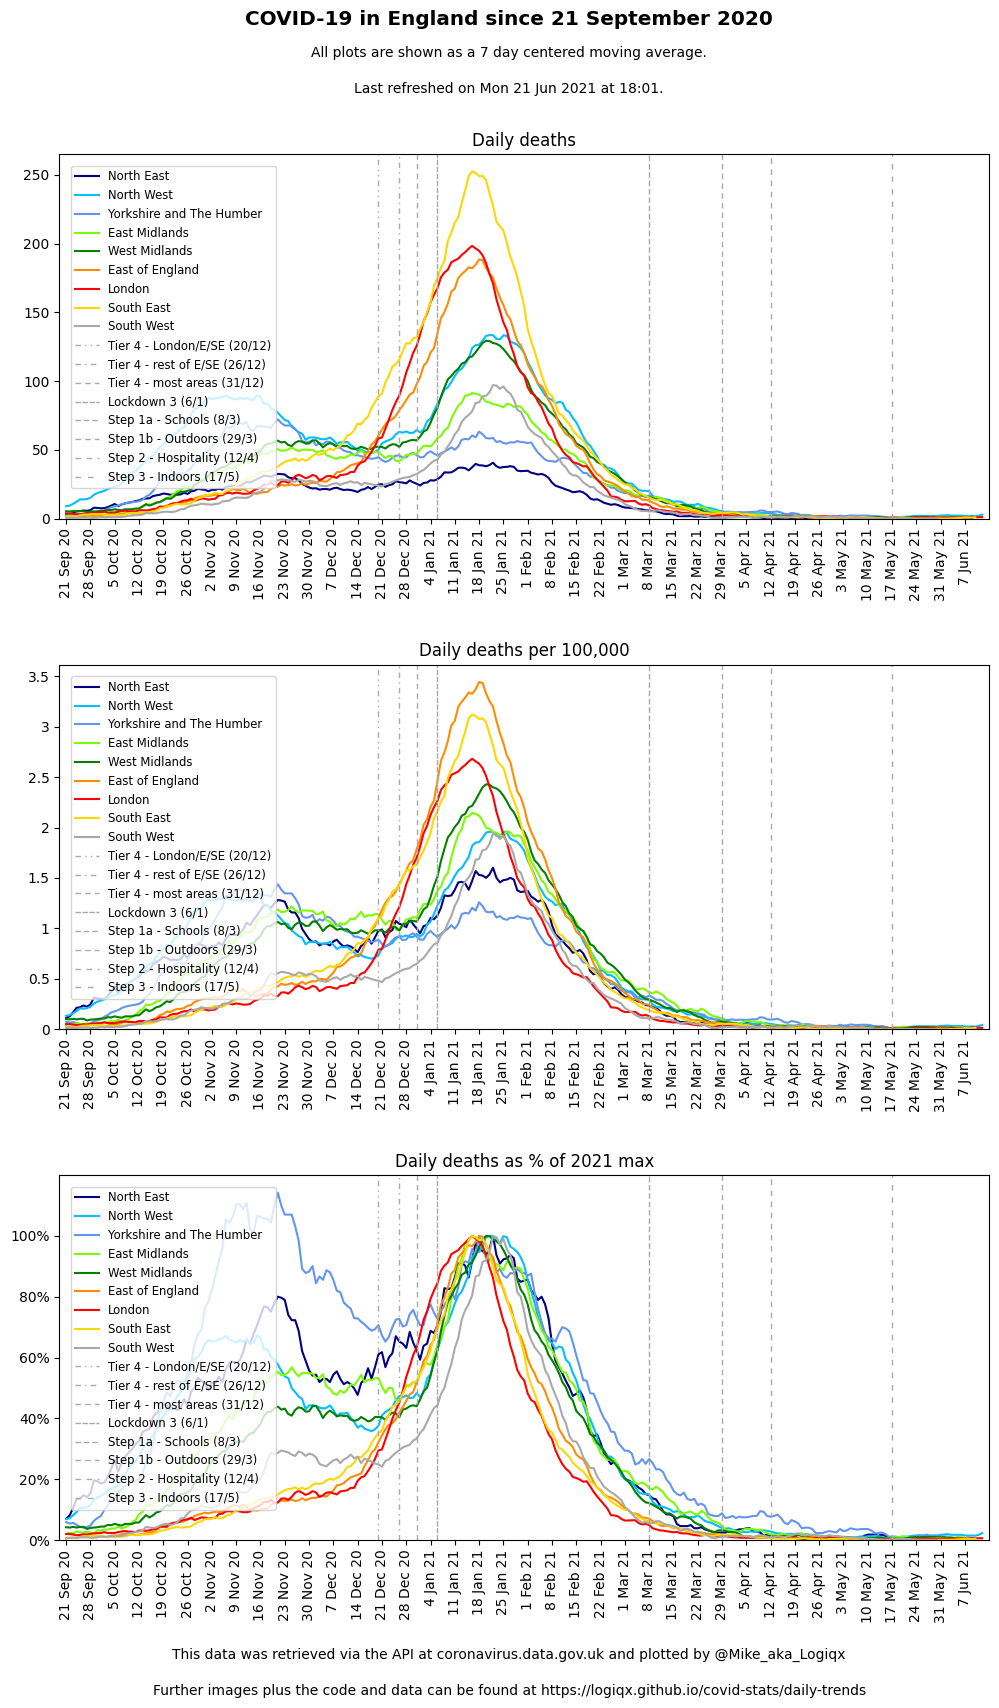 COVID-19 in England since 21 September 2020
All plots are shown as a 7 day centered moving average.
Last refreshed on Mon 21 Jun 2021 at 18:01.
Daily deaths
250
200
150
100
50
0
North East
North West
Yorkshire and The Humber
East Midlands
West Midlands
East of England
London
South East
South West
Tier 4 - London/E/SE (20/12)
Tier 4 - rest of E/SE (26/12)
Tier 4 - most areas (31/12)
Lockdown 3 (6/1)
Step 1a - Schools (8/3)
Step 1b - Outdoors (29/3)
Step 2 - Hospitality (12/4)
Step 3 - Indoors (17/5)
21 Sep 20
28 Sep 20
5 Oct 20
12 Oct 20
19 Oct 20
26 Oct 20
2 Nov 20
9 Nov 20
16 Nov 20
23 Nov 20
30 Nov 20
7 Dec 20
14 Dec 20
21 Dec 20
28 Dec 20
4 Jan 21
11 Jan 21
18 Jan 21
25 Jan 21
1 Feb 21
8 Feb 21
15 Feb 21
22 Feb 21
1 Mar 21
8 Mar 21
15 Mar 21
22 Mar 21
29 Mar 21
5 Apr 21
12 Apr 21
19 Apr 21
26 Apr 21
3 May 21
10 May 21
17 May 21
24 May 21
31 May 21
7 Jun 21
Daily deaths per 100,000
3.5
3
2.5
2
1.5
1
0.5
0
North East
North West
Yorkshire and The Humber
East Midlands
West Midlands
East of England
London
South East
South West
Tier 4 - London/E/SE (20/12)
Tier 4 - rest of E/SE (26/12)
Tier 4 - most areas (31/12)
Lockdown 3 (6/1)
Step 1a - Schools (8/3)
Step 1b - Outdoors (29/3)
Step 2 - Hospitality (12/4)
Step 3 - Indoors (17/5)
21 Sep 20
28 Sep 20
5 Oct 20
12 Oct 20
19 Oct 20
26 Oct 20
2 Nov 20
9 Nov 20
16 Nov 20
23 Nov 20
30 Nov 20
7 Dec 20
14 Dec 20
21 Dec 20
28 Dec 20
4 Jan 21
11 Jan 21
18 Jan 21
25 Jan 21
1 Feb 21
8 Feb 21
15 Feb 21
22 Feb 21
1 Mar 21
8 Mar 21
15 Mar 21
22 Mar 21
29 Mar 21
5 Apr 21
12 Apr 21
19 Apr 21
26 Apr 21
3 May 21
10 May 21
17 May 21
24 May 21
31 May 21
7 Jun 21
Daily deaths as % of 2021 max
100%
80%
60%
40%
20%
0%
North East
North West
Yorkshire and The Humber
East Midlands
West Midlands
East of England
London
South East
South West
Tier 4 - London/E/SE (20/12)
Tier 4 - rest of E/SE (26/12)
Tier 4 - most areas (31/12)
Lockdown 3 (6/1)
Step 1a - Schools (8/3)
Step 1b - Outdoors (29/3)
Step 2 - Hospitality (12/4)
Step 3 - Indoors (17/5)
21 Sep 20
28 Sep 20
5 Oct 20
12 Oct 20
19 Oct 20
26 Oct 20
2 Nov 20
9 Nov 20
16 Nov 20
23 Nov 20
30 Nov 20
7 Dec 20
14 Dec 20
21 Dec 20
28 Dec 20
4 Jan 21
11 Jan 21
18 Jan 21
25 Jan 21
1 Feb 21
8 Feb 21
15 Feb 21
22 Feb 21
1 Mar 21
8 Mar 21
15 Mar 21
22 Mar 21
29 Mar 21
5 Apr 21
12 Apr 21
19 Apr 21
26 Apr 21
3 May 21
10 May 21
17 May 21
24 May 21
31 May 21
7 Jun 21
This data was retrieved via the API at coronavirus.data.gov.uk and plotted by @Mike_aka_Logiqx
Further images plus the code and data can be found at https://logiqx.github.io/covid-stats/daily-trends